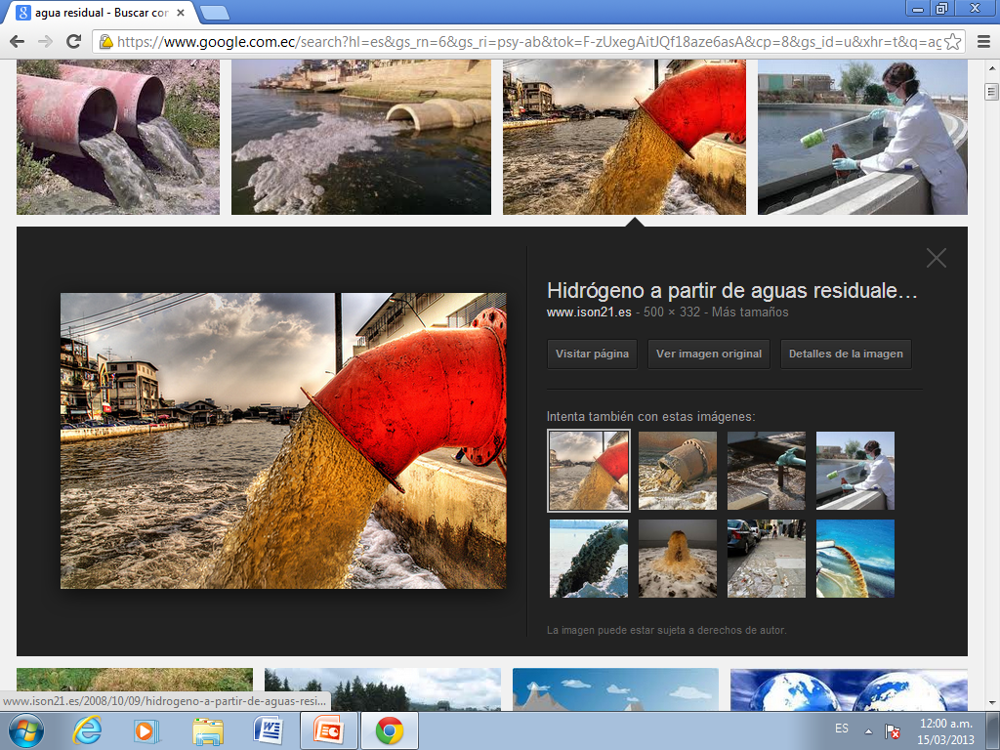 agua residual - Buscar con
https://www.google.com.ec/search?hl=es&gs_rn=6&gs_ri=psy-ab&tok=F-zUxegAitJQf18aze6asA&cp=8&gs_id=u&xhr=t&q=ag
Hidrógeno a partir de aguas residuale…
www.ison21.es - 500 × 332 - Más tamaños
Visitar página
Ver imagen original
Detalles de la imagen
Intenta también con estas imágenes:
La imagen puede estar sujeta a derechos de autor.
www.ison21.es/2008/10/09/hidrogeno-a-partir-de-aguas-resi...
ES
12:00 a.m.
15/03/2013